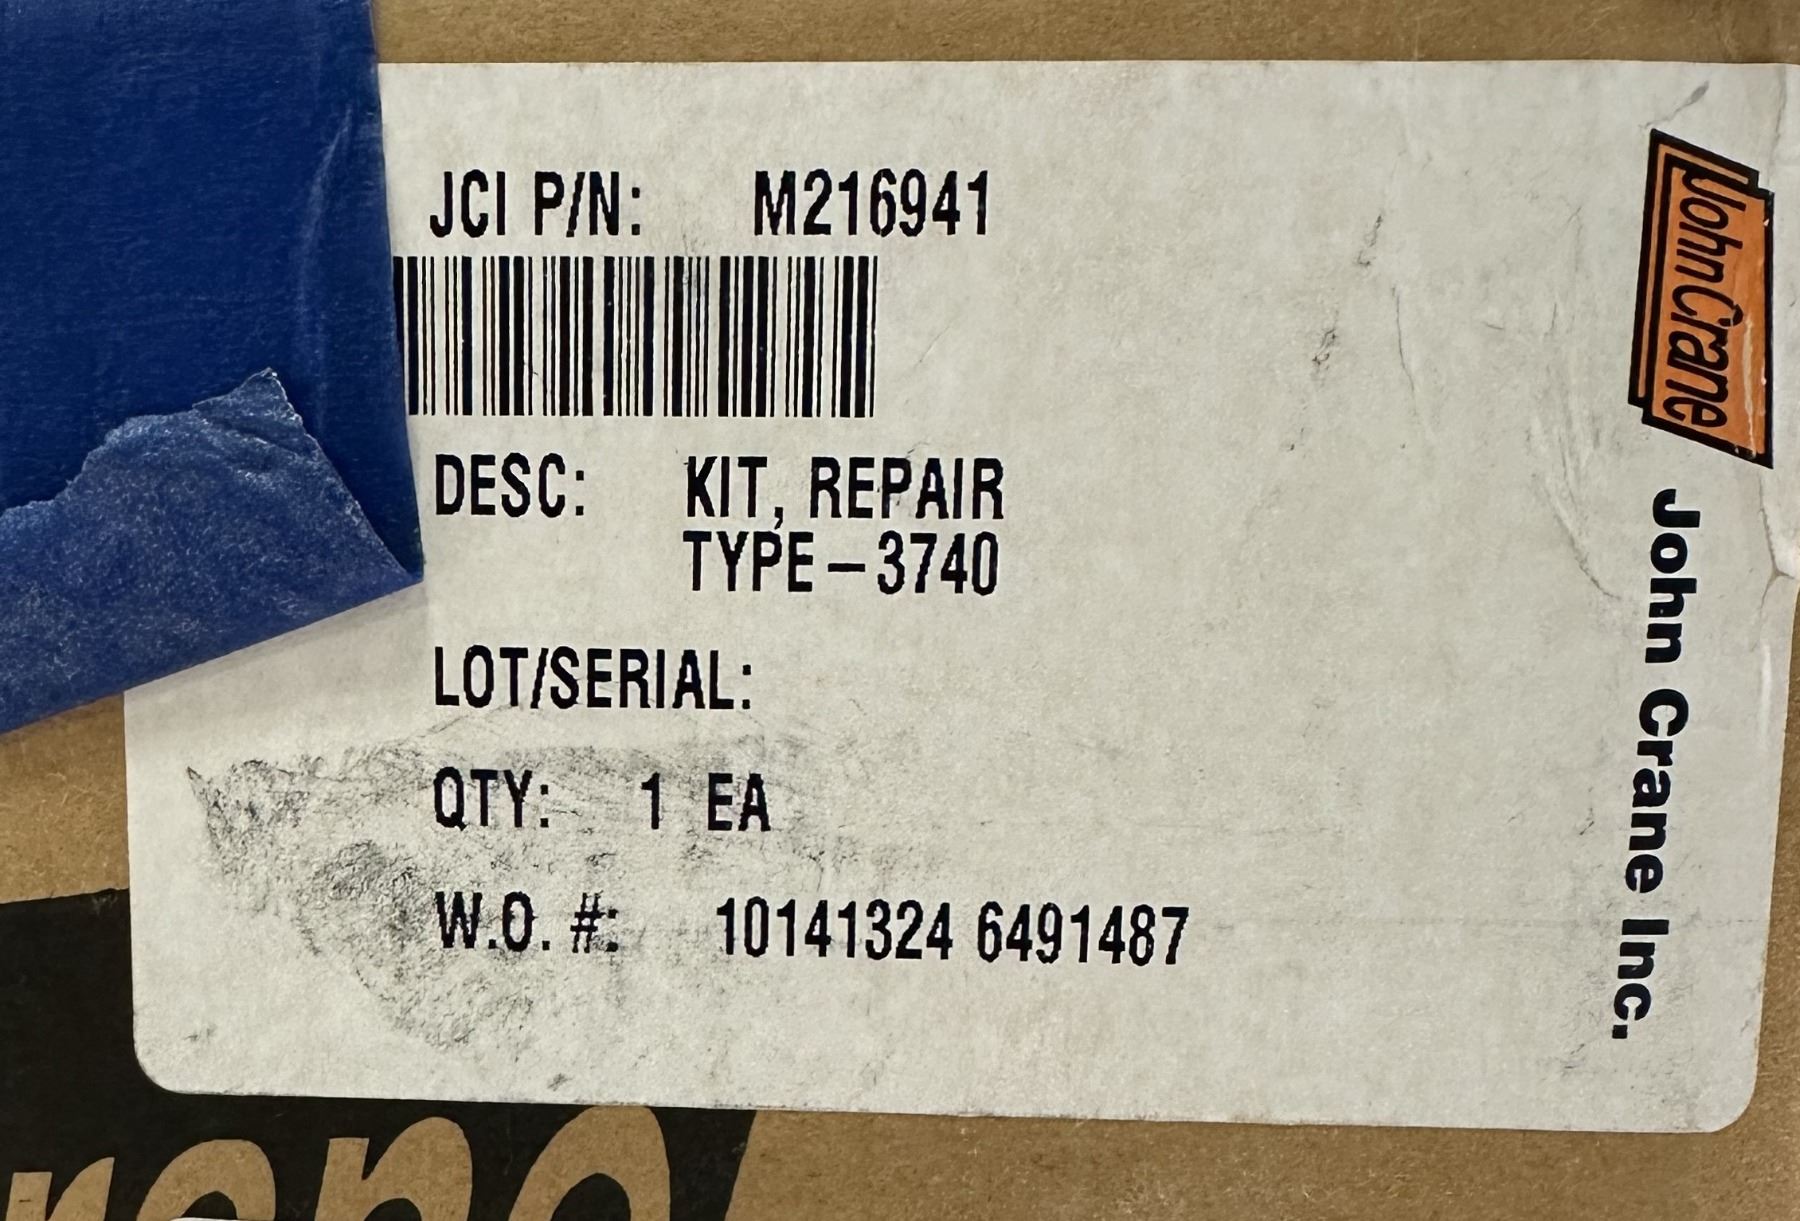 JCI P/N: M216941
DESC: KIT, REPAIR
TYPE-3740
LOT/SERIAL:
QTY: 1 EA
W.O. #: 10141324 6491487
John Crane
John Crane Inc.